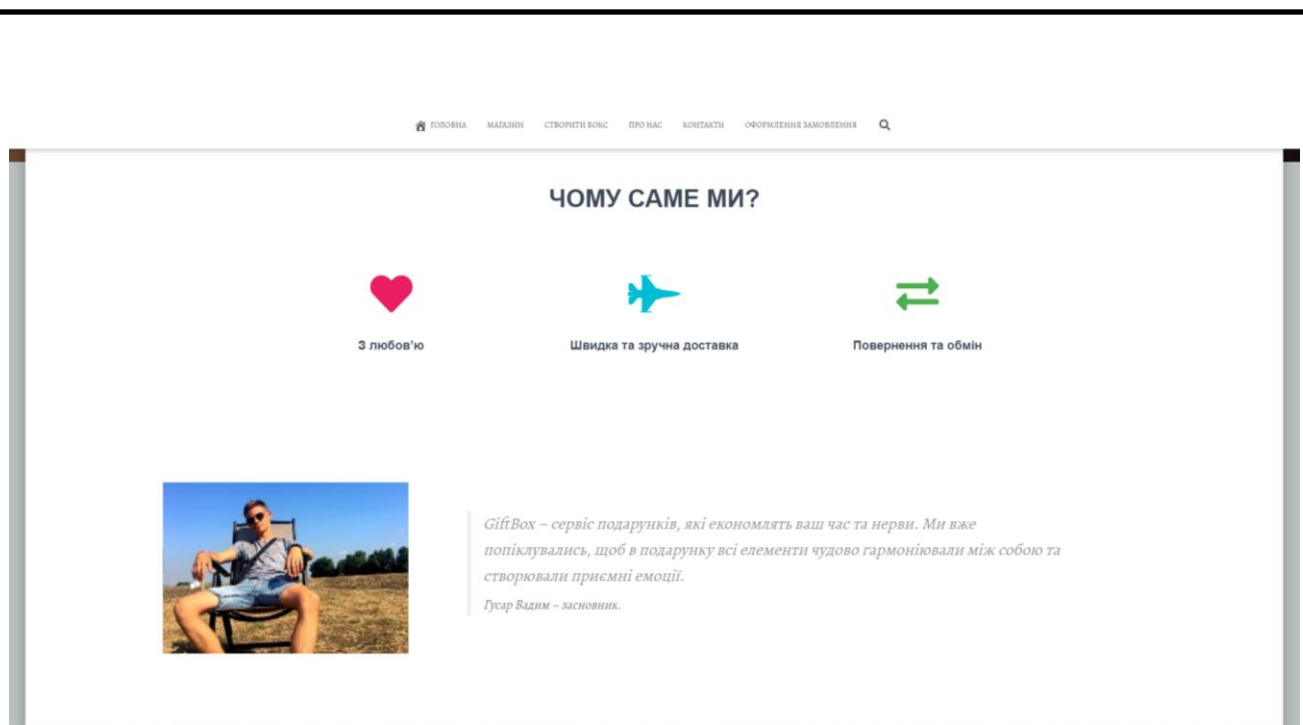 ГОЛОВНА МАГАЗИН СТВОРИТИ БОКС ПРО НАС КОНТАКТИ ОФОРМЛЕННЯ ЗАМОВЛЕННЯ
ЧОМУ САМЕ МИ?
З любов'ю Швидка та зручна доставка Повернення та обмін
GiftBox – сервіс подарунків, які економлять ваш час та нерви. Ми вже
попіклувались, щоб в подарунку всі елементи чудово гармоніювали між собою та
створювали приємні емоції.
Гусар Вадим – засновник.